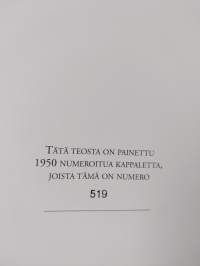 TÄTÄ TEOSTA ON PAINETTU
1950 NUMEROITUA KAPPALETTA,
JOISTA TÄMÄ ON NUMERO
519